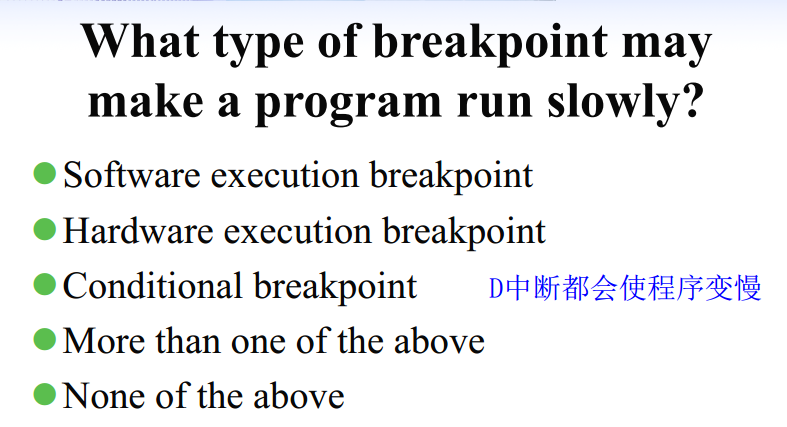 What type of breakpoint may
make a program run slowly?
Software execution breakpoint
Hardware execution breakpoint
Conditional breakpoint D中断都会使程序变慢
More than one of the above
None of the above